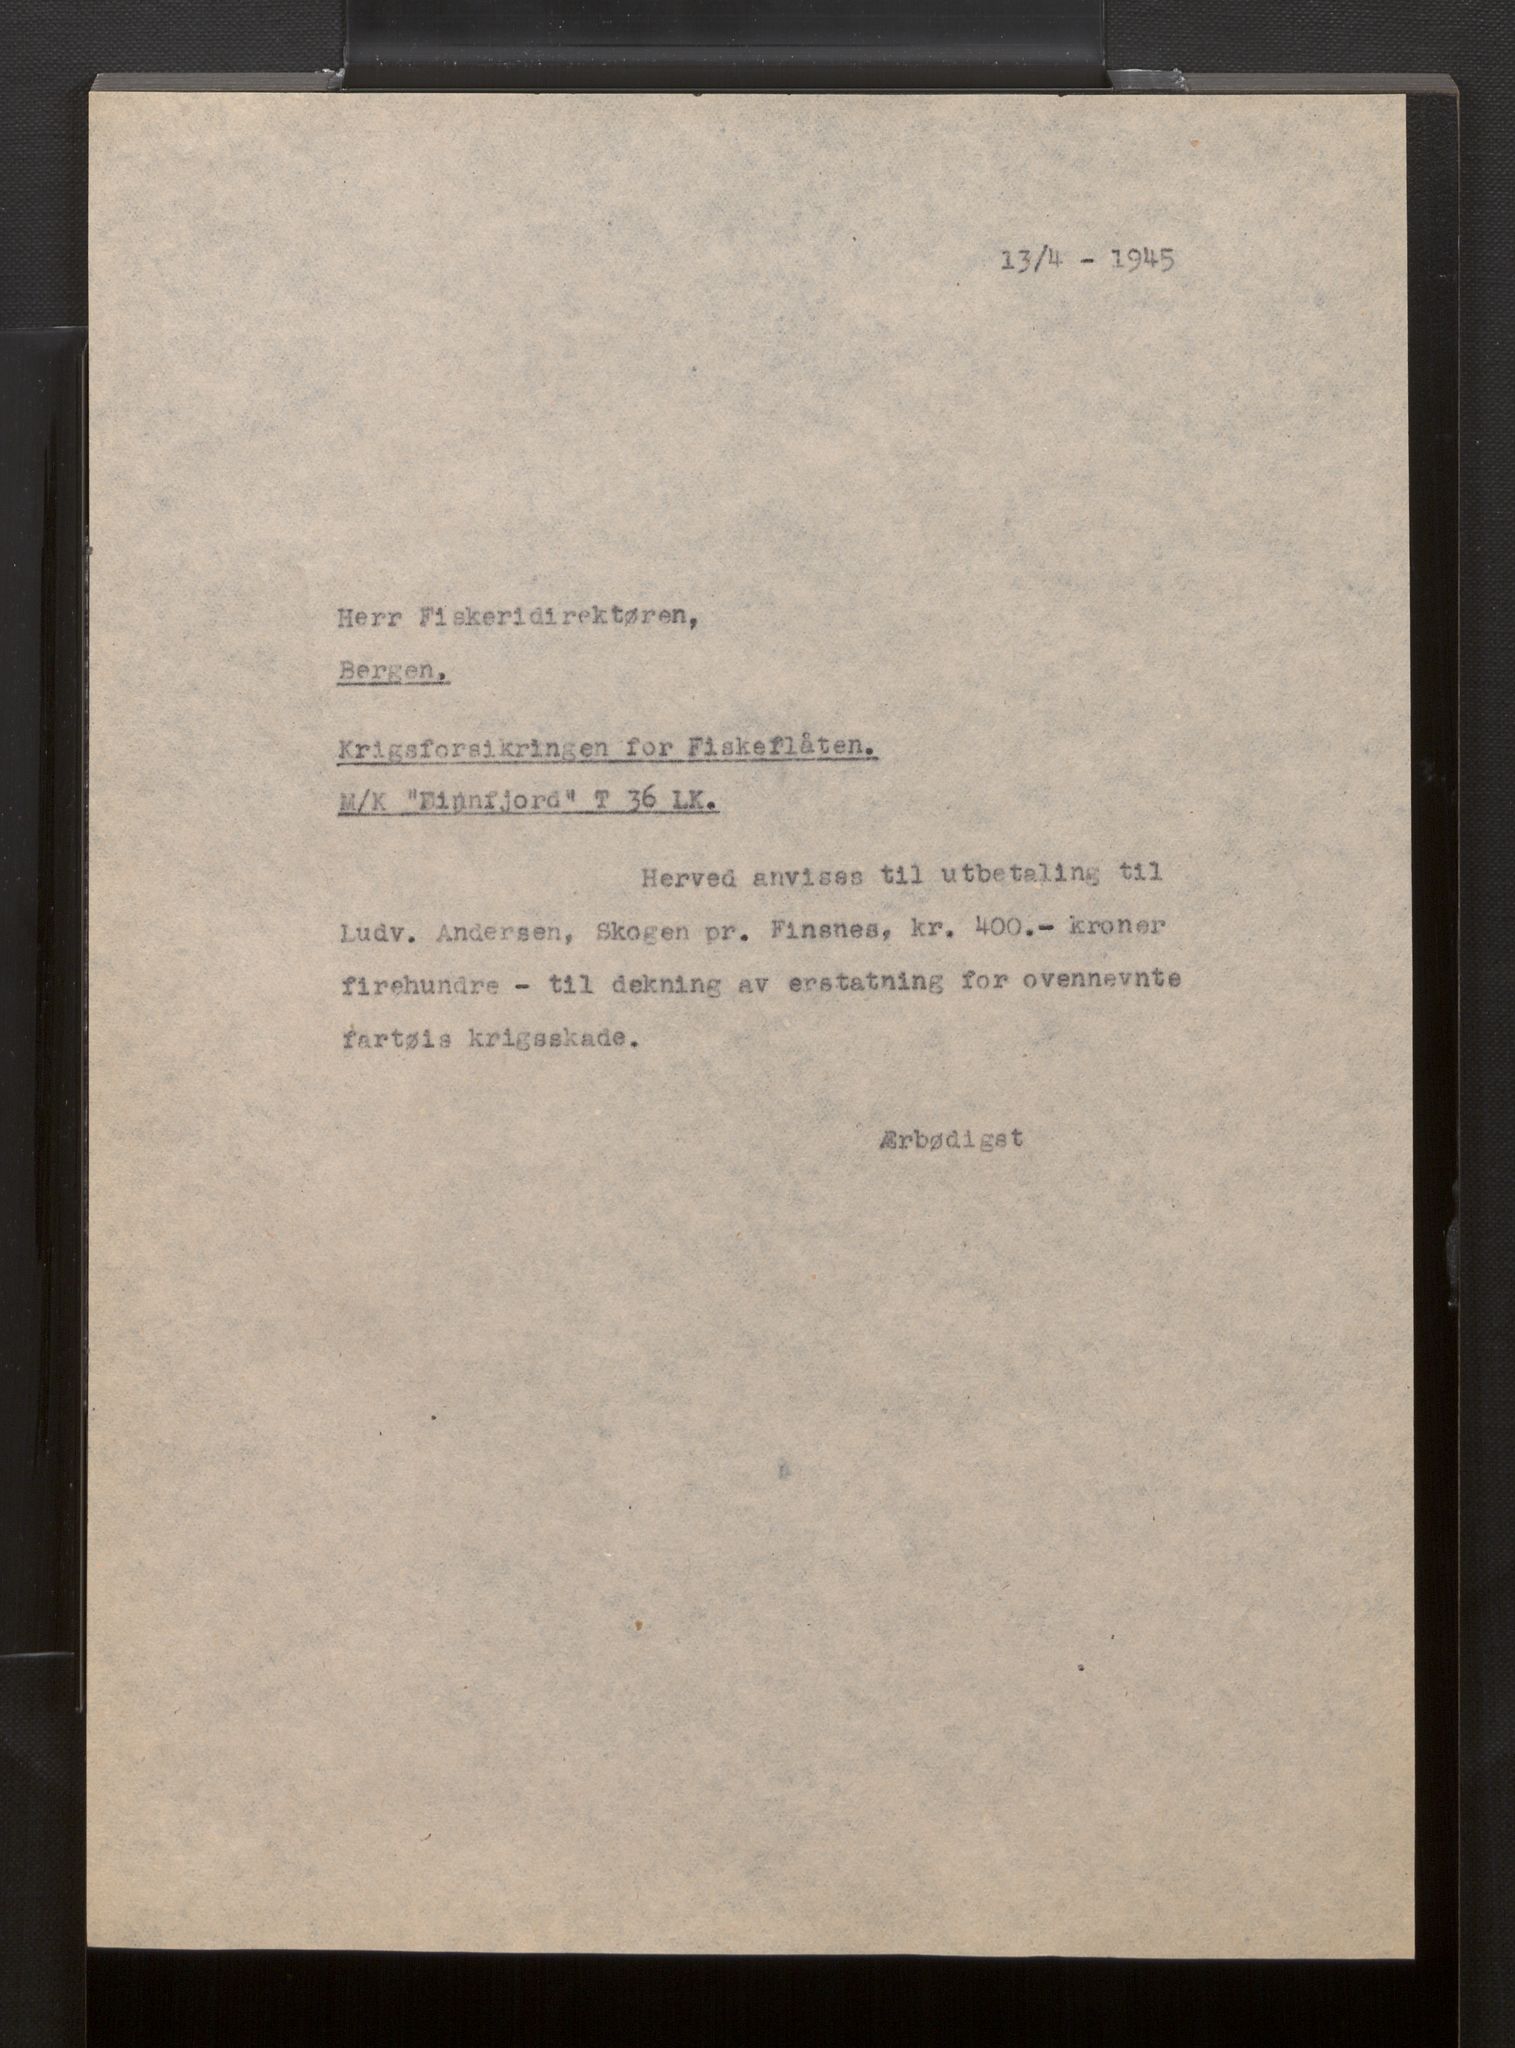 13/4 - 1945
Herr Fiskeridirektøren,
Bergen.
Krigsforsikringen for Fiskeflåten.
M/K "Finnfjord" T 36 LK.
Herved anvises til utbetaling til
Ludv. Andersen, Skogen pr. Finsnes, kr. 400.- kroner
firehundre - til dekning av erstatning for ovennevnte
fartøis krigsskade.
Ærbødigst